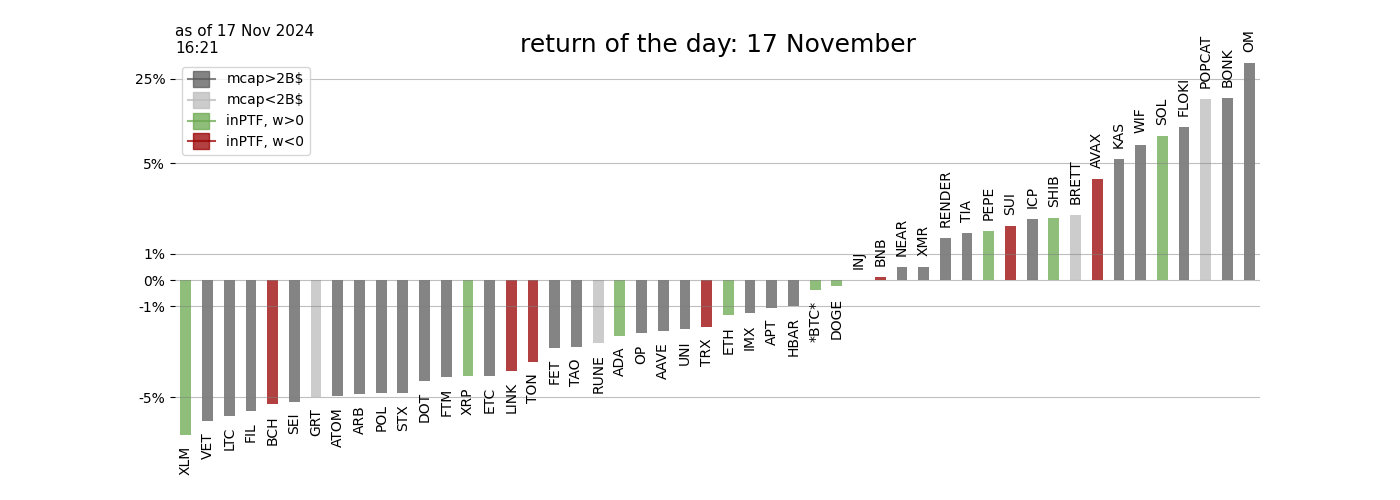 as of 17 Nov 2024
16:21
return of the day: 17 November
mcap>2B$
mcap<2B$
inPTF, w>0
inPTF, w<0
25%
5%
1%
0%
-1%
-5%
XLM
VET
LTC
FIL
BCH
SEI
GRT
ATOM
ARB
POL
STX
DOT
FTM
XRP
ETC
LINK
TON
FET
TAO
RUNE
ADA
OP
AAVE
UNI
TRX
ETH
IMX
APT
HBAR
*BTC*
DOGE
INJ
BNB
NEAR
XMR
RENDER
TIA
PEPE
SUI
ICP
SHIB
BRETT
AVAX
KAS
WIF
SOL
FLOKI
POPCAT
BONK
OM